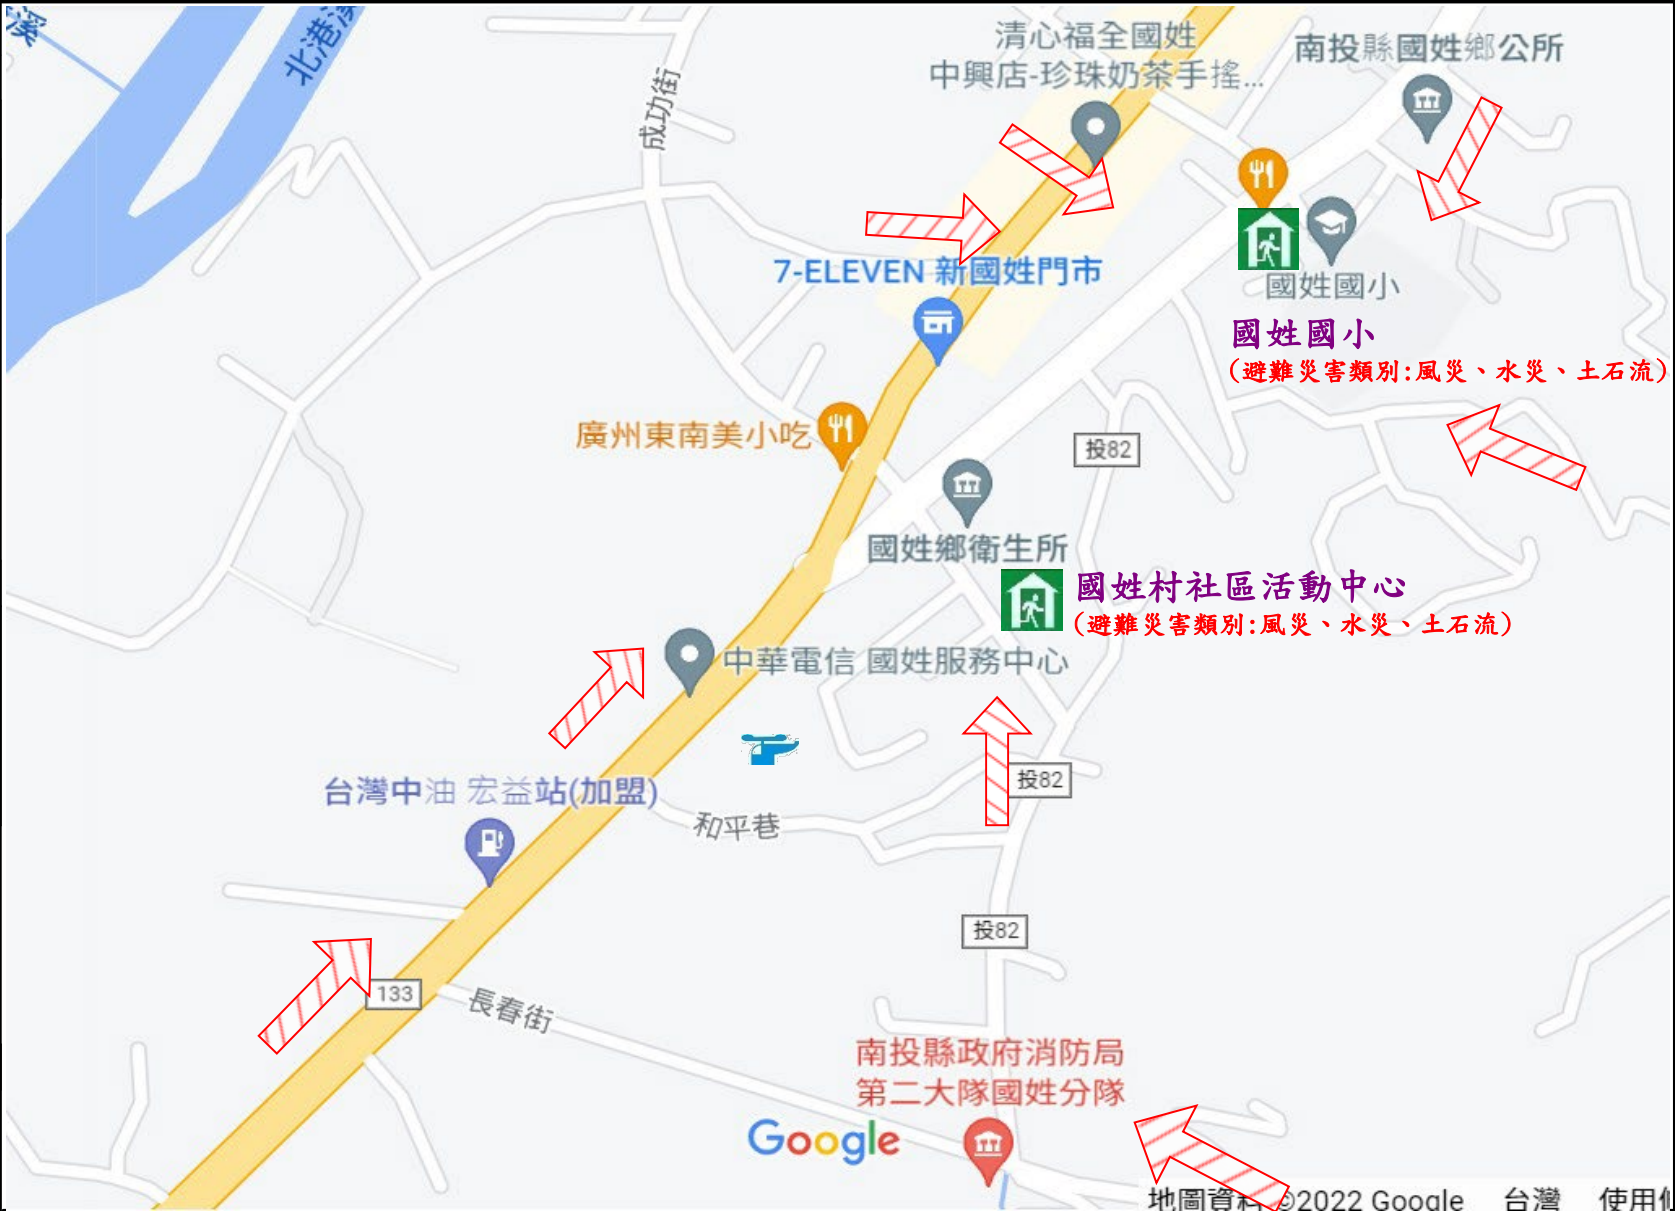 溪
北港溪
成功街
清心福全國姓
中興店-珍珠奶茶手搖...
南投縣國姓鄉公所
7-ELEVEN 新國姓門市
國姓國小
國姓國小
(避難災害類別:風災、水災、土石流)
廣州東南美小吃
投82
國姓鄉衛生所
國姓村社區活動中心
(避難災害類別:風災、水災、土石流)
中華電信 國姓服務中心
台灣中油 宏益站(加盟)
投82
和平巷
投82
133
長春街
南投縣政府消防局
第二大隊國姓分隊
Google
地圖資料 ©2022 Google 台灣 使用